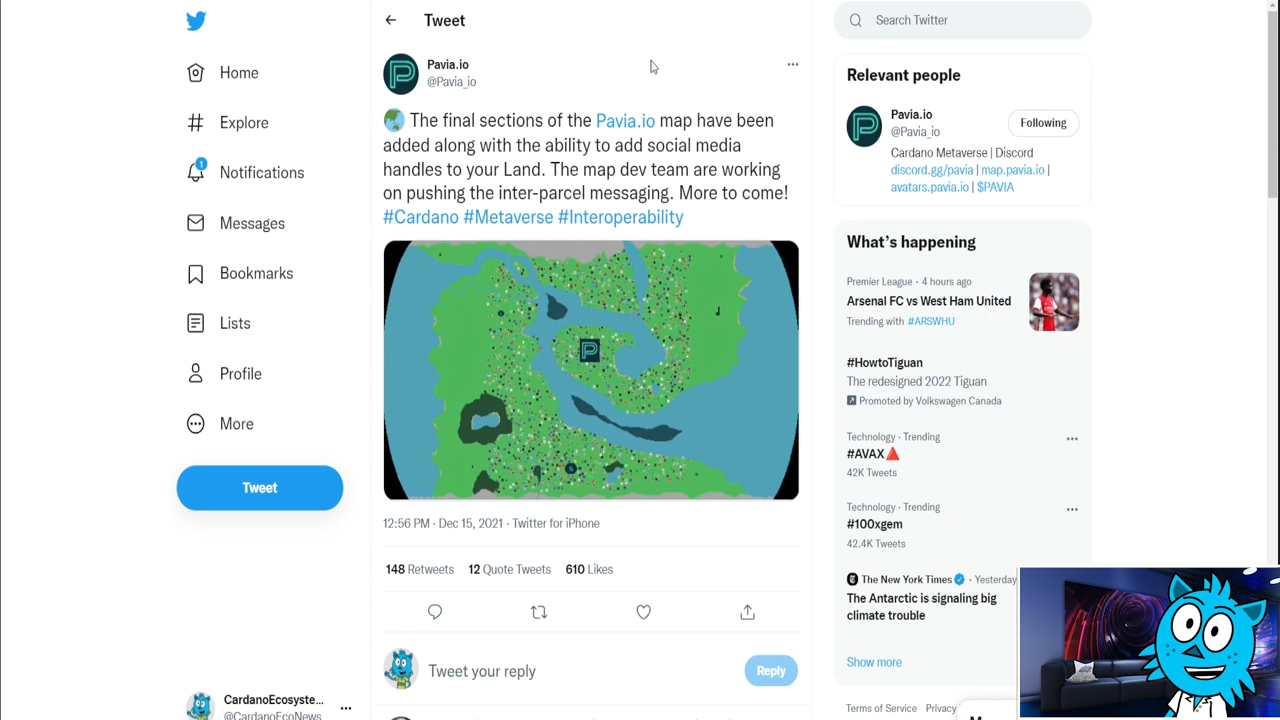 Home
Explore
1
Notifications
Messages
Bookmarks
Lists
Profile
More
Tweet
CardanoEcosyste...
@CardanoEcoNews
Tweet
Pavia.io
@Pavia_io
The final sections of the Pavia.io map have been
added along with the ability to add social media
handles to your Land. The map dev team are working
on pushing the inter-parcel messaging. More to come!
#Cardano #Metaverse #Interoperability
12:56 PM · Dec 15, 2021 · Twitter for iPhone
148 Retweets 12 Quote Tweets 610 Likes
Tweet your reply
Reply
Search Twitter
Relevant people
Pavia.io
@Pavia_io
Following
Cardano Metaverse | Discord
discord.gg/pavia | map.pavia.io |
avatars.pavia.io | $PAVIA
What's happening
Premier League · 4 hours ago
Arsenal FC vs West Ham United
Trending with #ARSWHU
#HowtoTiguan
The redesigned 2022 Tiguan
Promoted by Volkswagen Canada
Technology · Trending
#AVAX
42K Tweets
Technology · Trending
#100xgem
42.4K Tweets
The New York Times · Yesterday
The Antarctic is signaling big
climate trouble
Show more
Terms of Service Privacy